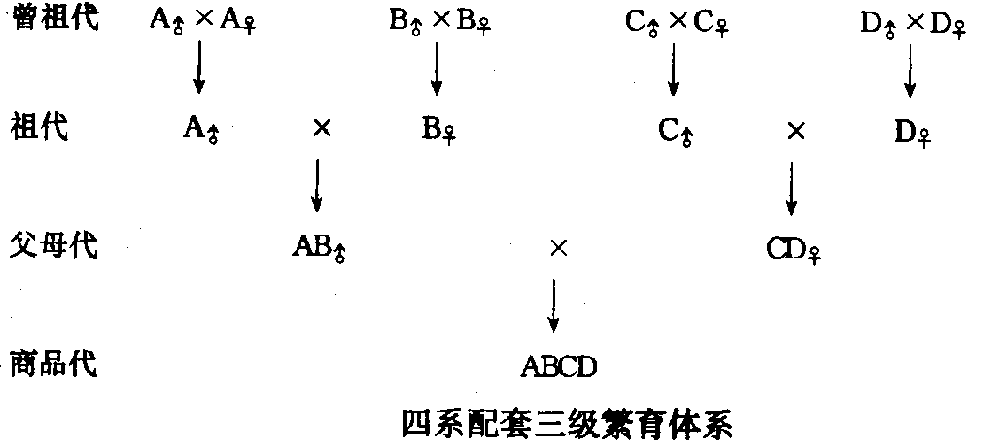 曾祖代 A♂×A♀ B♂×B♀ C♂×C♀ D♂×D♀
祖代 A♂ × B♀ C♂ × D♀
父母代 AB♂ × CD♀
商品代 ABCD
四系配套三级繁育体系